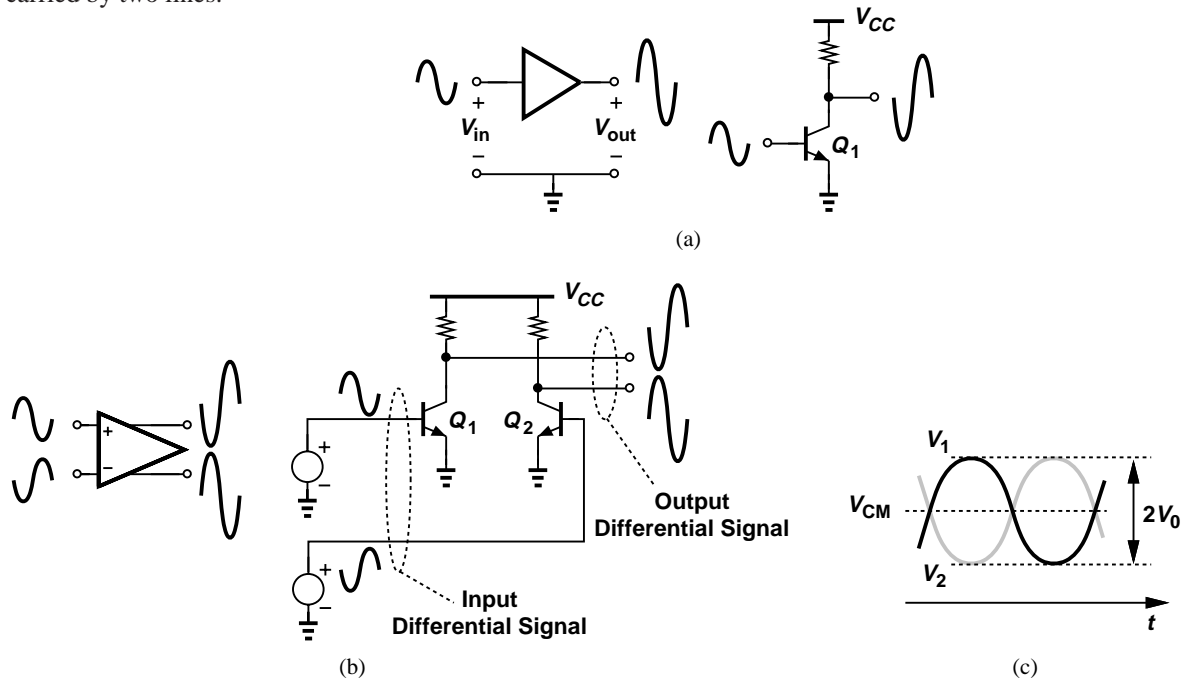 carried by two lines.
V_CC
+ +
V_in V_out
− −
Q_1
(a)
V_CC
+
−
Q_1 Q_2
+
−
Output
Differential Signal
+
−
Input
Differential Signal
(b)
V_1
V_CM
2V_0
V_2
t
(c)